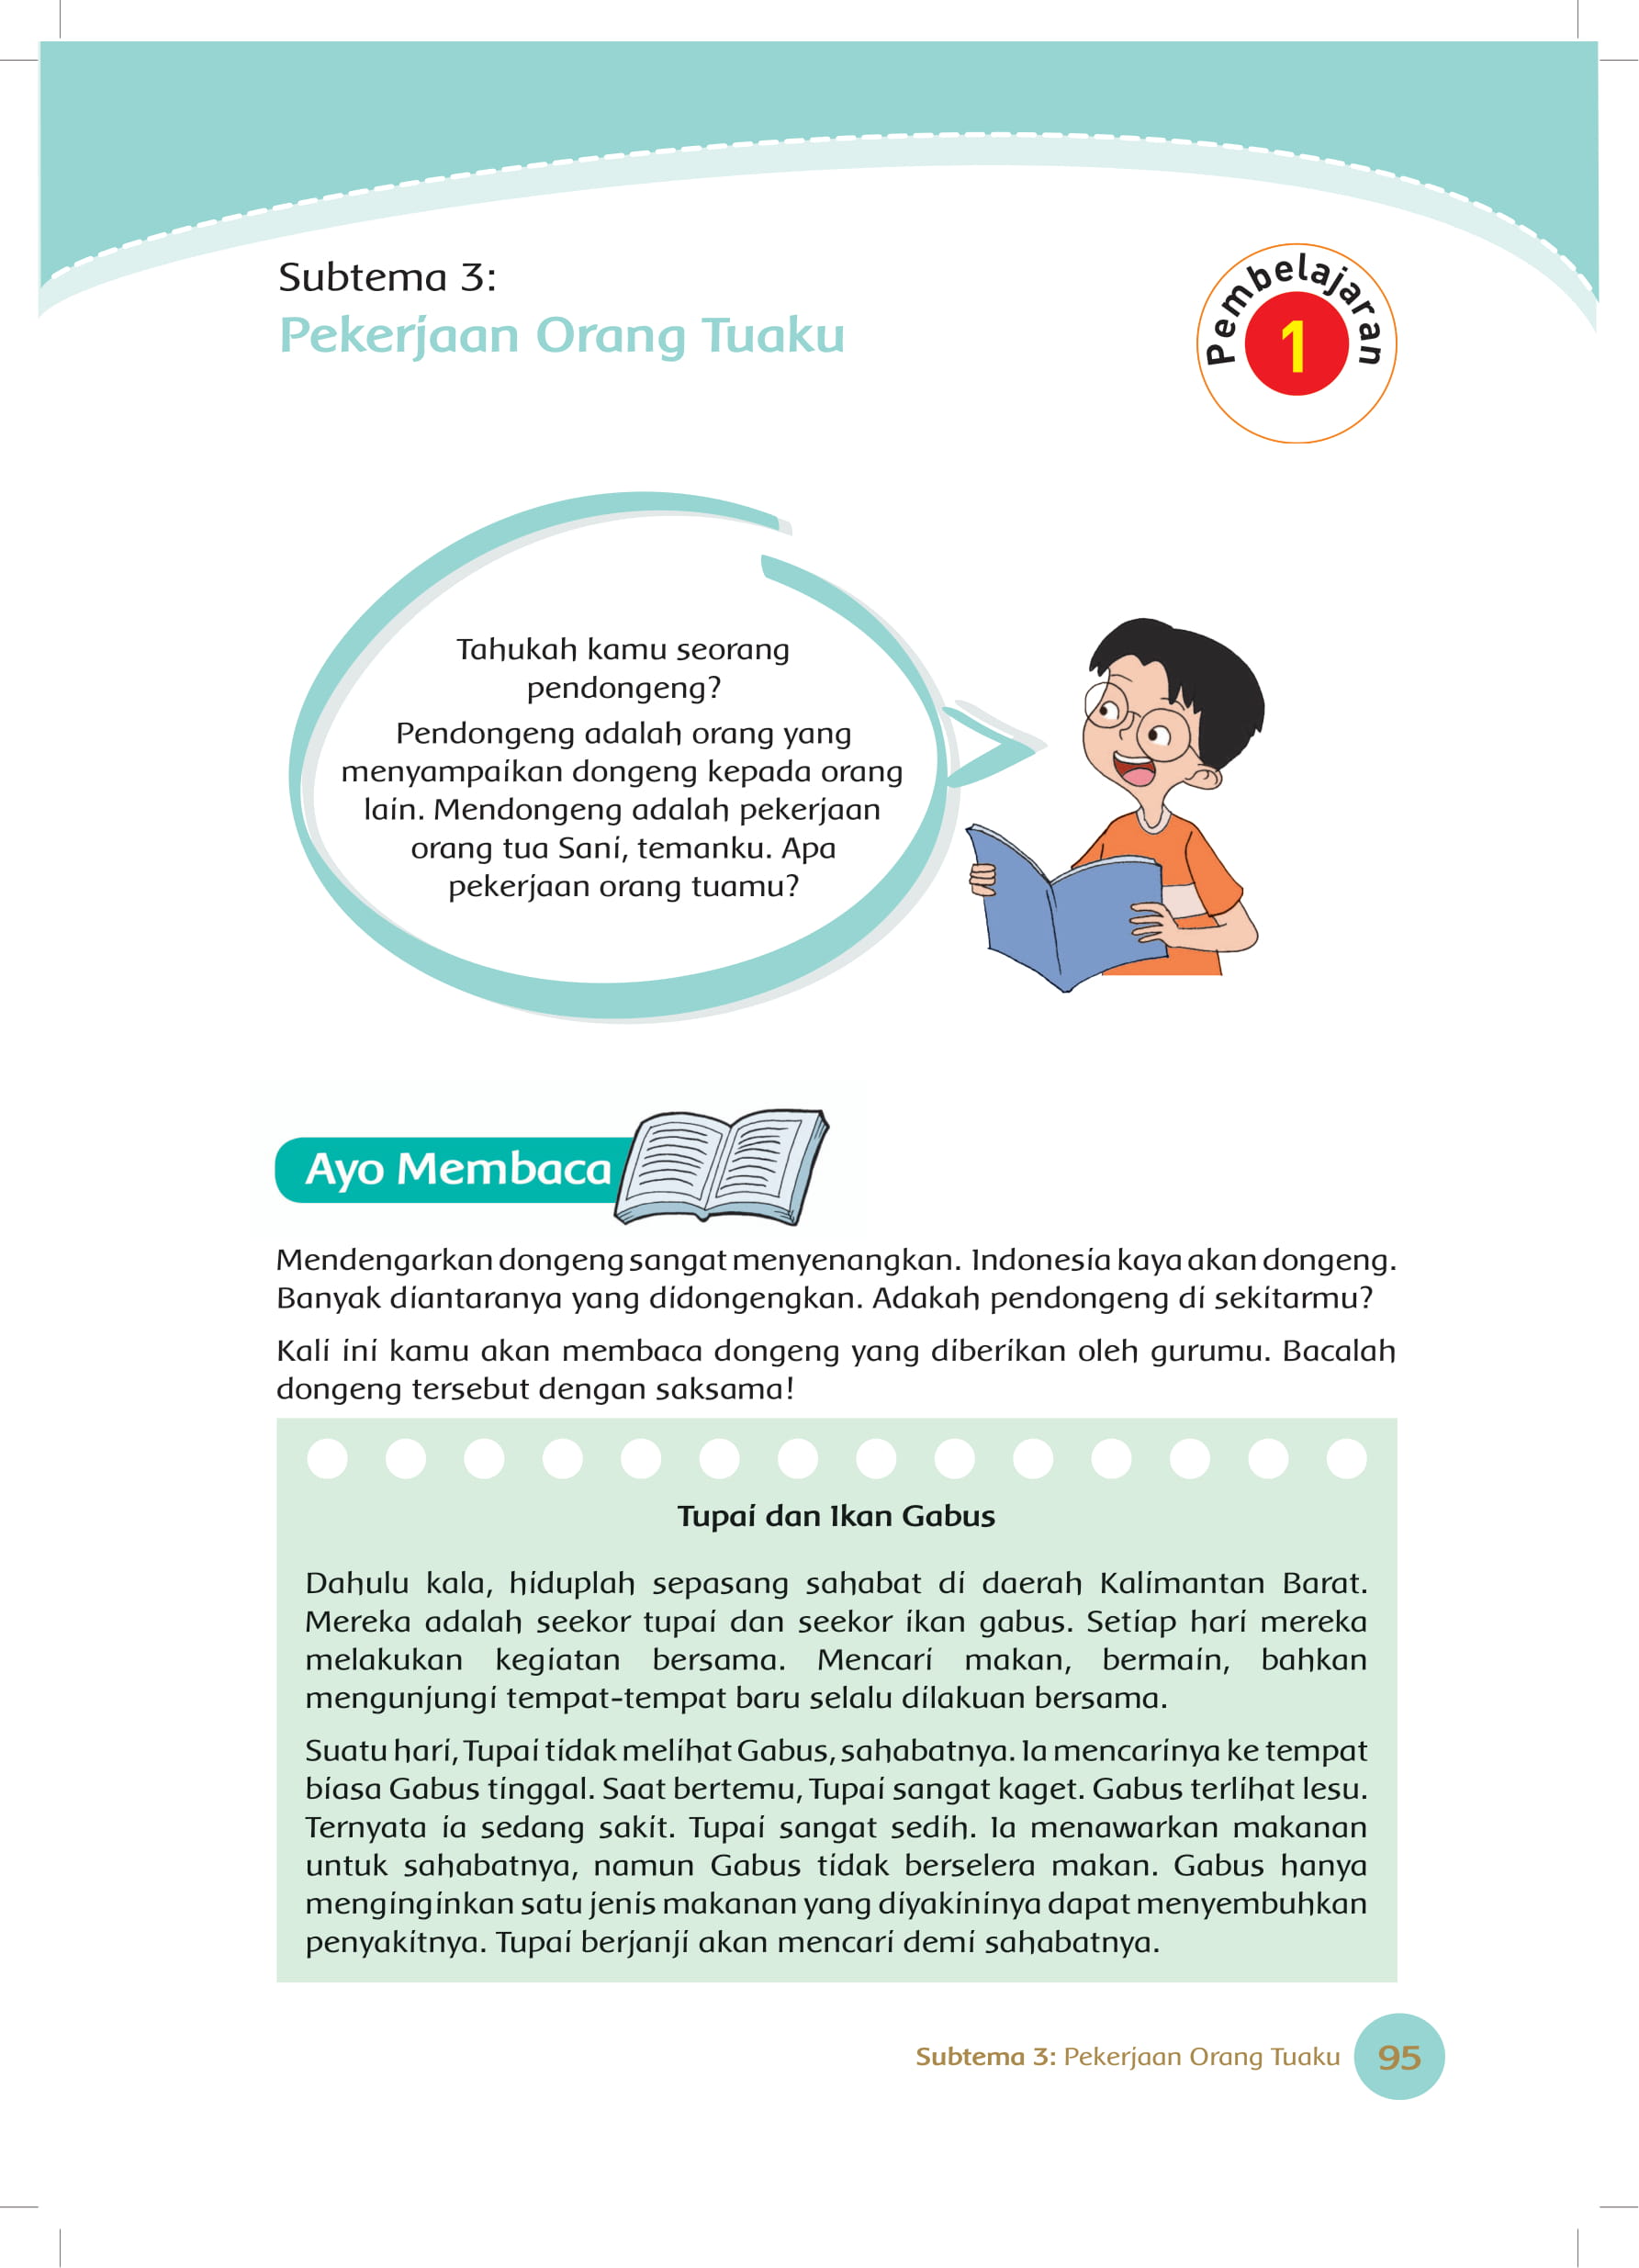 Subtema 3:
Pekerjaan Orang Tuaku
Pembelajaran
1
Tahukah kamu seorang
pendongeng?
Pendongeng adalah orang yang
menyampaikan dongeng kepada orang
lain. Mendongeng adalah pekerjaan
orang tua Sani, temanku. Apa
pekerjaan orang tuamu?
Ayo Membaca
Mendengarkan dongeng sangat menyenangkan. Indonesia kaya akan dongeng.
Banyak diantaranya yang didongengkan. Adakah pendongeng di sekitarmu?
Kali ini kamu akan membaca dongeng yang diberikan oleh gurumu. Bacalah
dongeng tersebut dengan saksama!
Tupai dan Ikan Gabus
Dahulu kala, hiduplah sepasang sahabat di daerah Kalimantan Barat.
Mereka adalah seekor tupai dan seekor ikan gabus. Setiap hari mereka
melakukan kegiatan bersama. Mencari makan, bermain, bahkan
mengunjungi tempat-tempat baru selalu dilakuan bersama.
Suatu hari, Tupai tidak melihat Gabus, sahabatnya. Ia mencarinya ke tempat
biasa Gabus tinggal. Saat bertemu, Tupai sangat kaget. Gabus terlihat lesu.
Ternyata ia sedang sakit. Tupai sangat sedih. Ia menawarkan makanan
untuk sahabatnya, namun Gabus tidak berselera makan. Gabus hanya
menginginkan satu jenis makanan yang diyakininya dapat menyembuhkan
penyakitnya. Tupai berjanji akan mencari demi sahabatnya.
Subtema 3: Pekerjaan Orang Tuaku
95